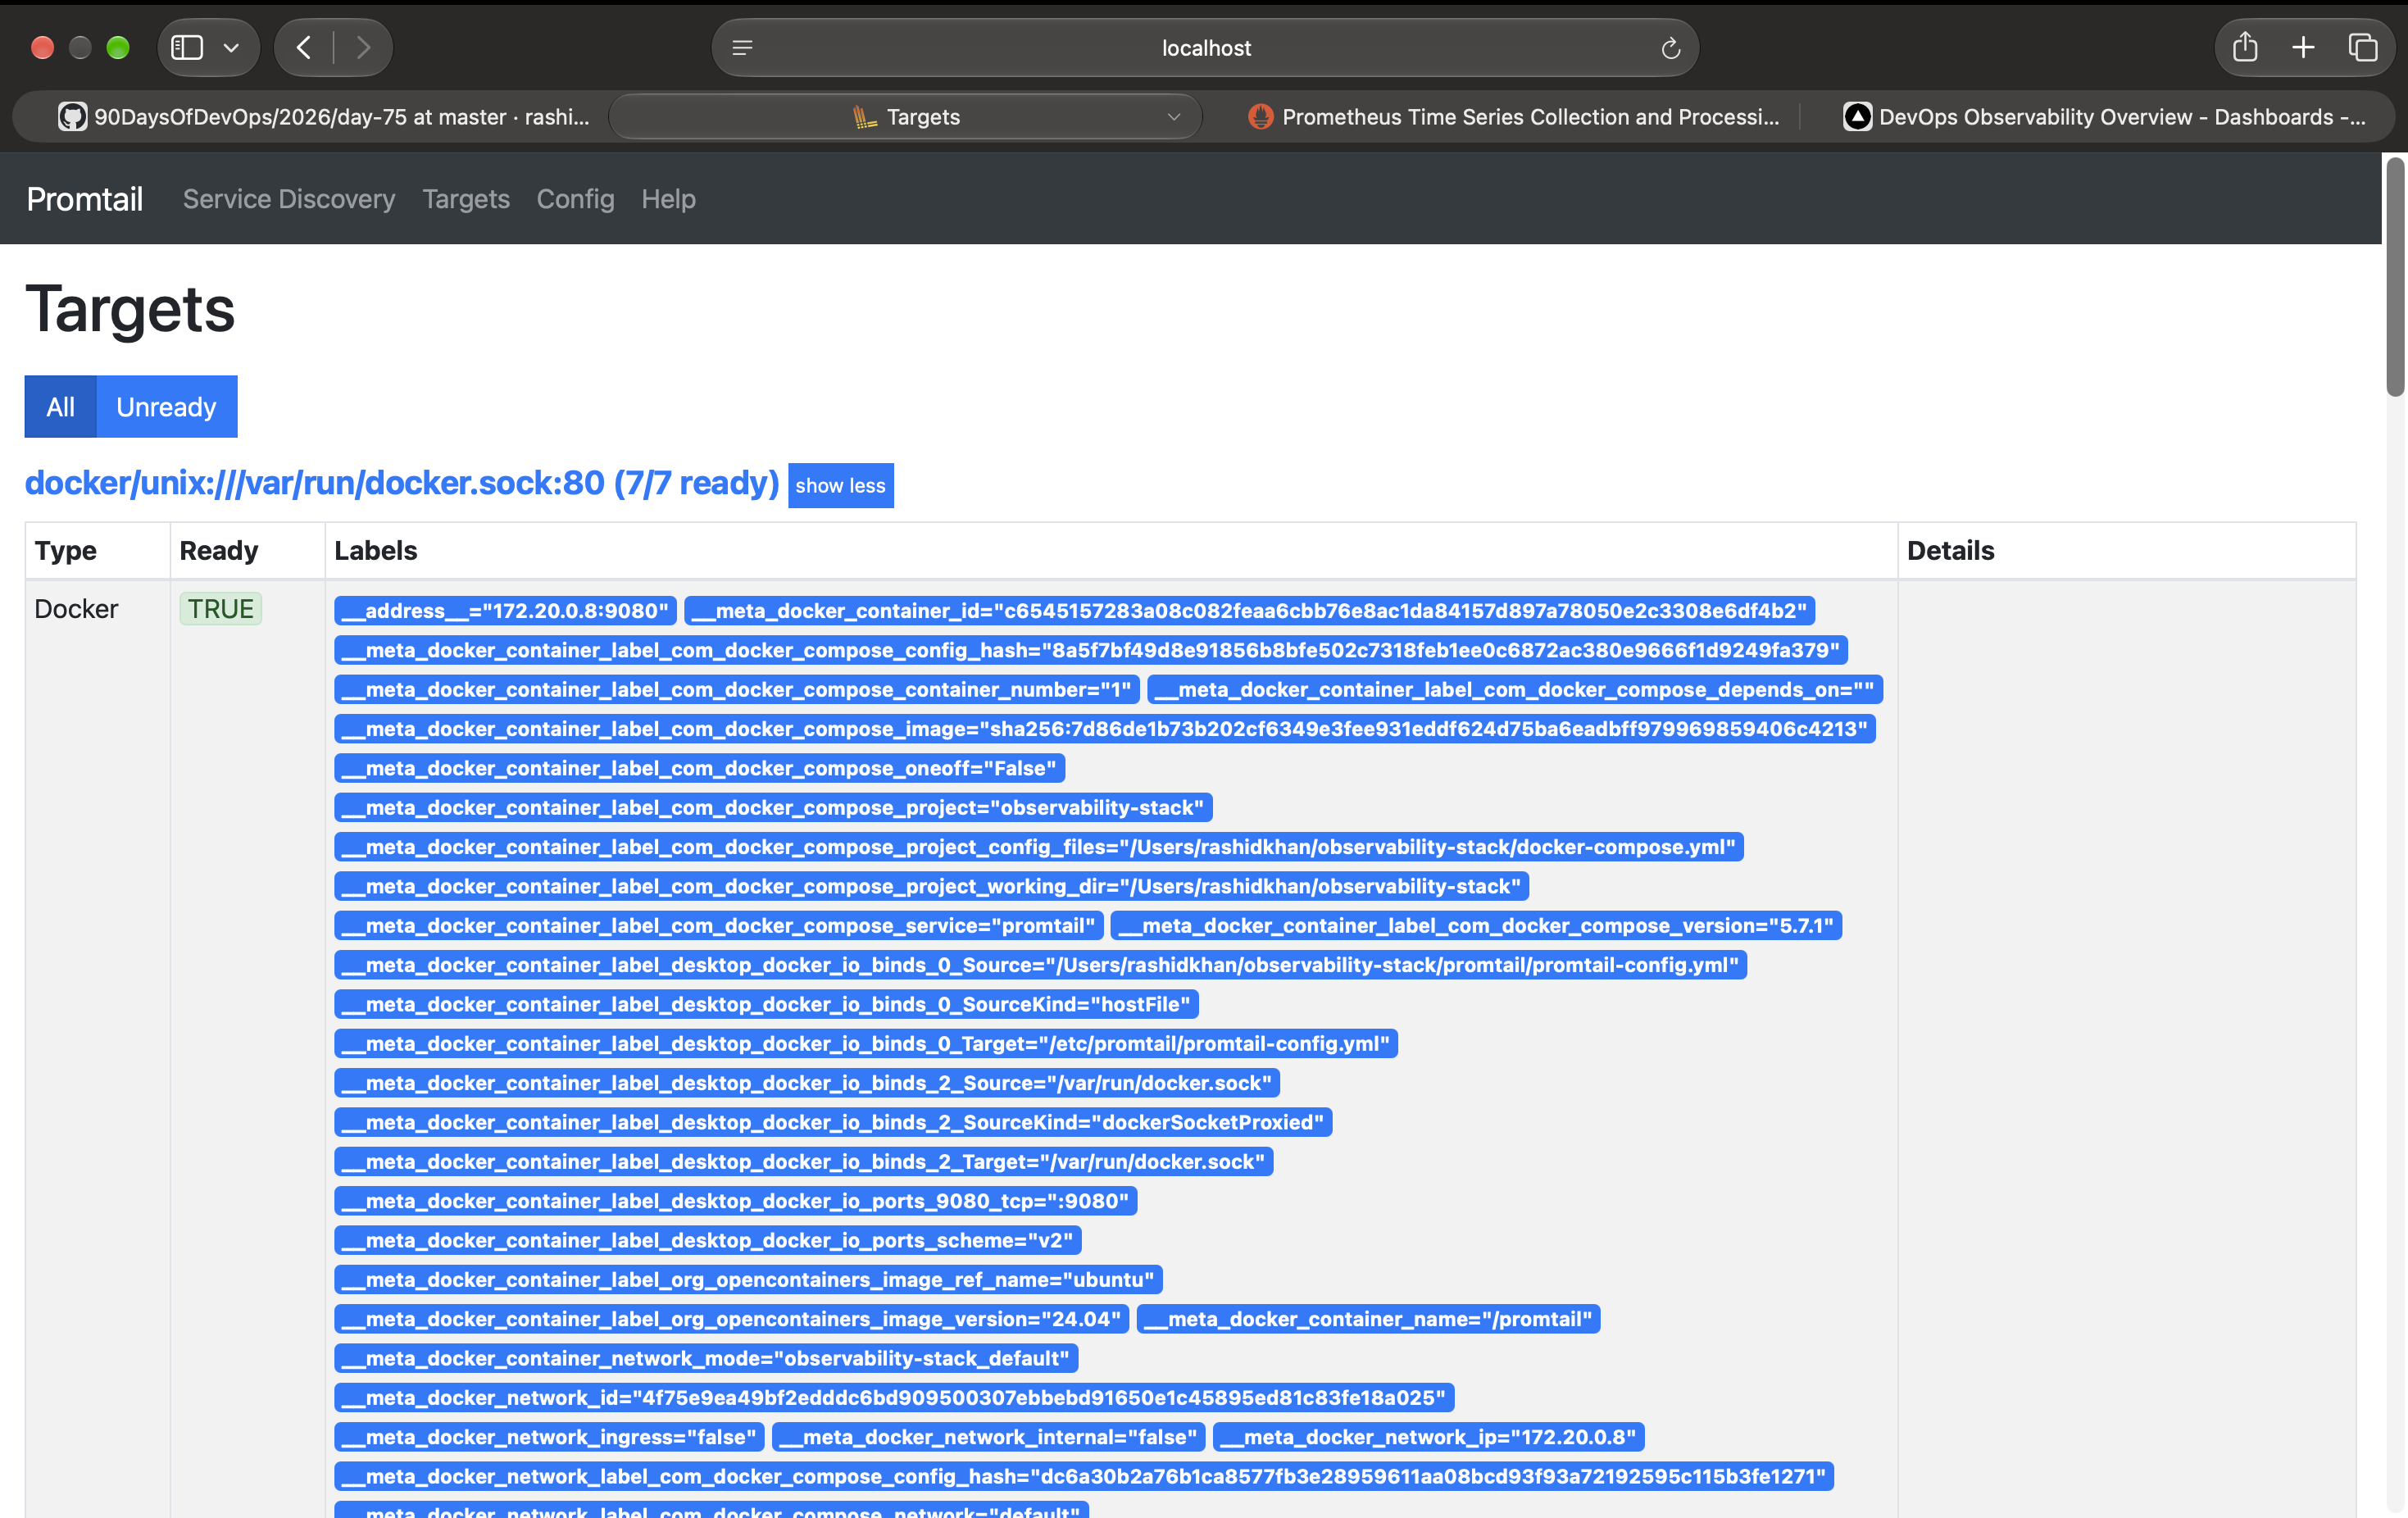 localhost
90DaysOfDevOps/2026/day-75 at master · rashi... Targets Prometheus Time Series Collection and Processi... DevOps Observability Overview - Dashboards -...
Promtail Service Discovery Targets Config Help
Targets
All Unready
docker/unix:///var/run/docker.sock:80 (7/7 ready) show less
Type Ready Labels Details
Docker TRUE __address__="172.20.0.8:9080" __meta_docker_container_id="c6545157283a08c082feaa6cbb76e8ac1da84157d897a78050e2c3308e6df4b2"
__meta_docker_container_label_com_docker_compose_config_hash="8a5f7bf49d8e91856b8bfe502c7318feb1ee0c6872ac380e9666f1d9249fa379"
__meta_docker_container_label_com_docker_compose_container_number="1" __meta_docker_container_label_com_docker_compose_depends_on=""
__meta_docker_container_label_com_docker_compose_image="sha256:7d86de1b73b202cf6349e3fee931eddf624d75ba6eadbff979969859406c4213"
__meta_docker_container_label_com_docker_compose_oneoff="False"
__meta_docker_container_label_com_docker_compose_project="observability-stack"
__meta_docker_container_label_com_docker_compose_project_config_files="/Users/rashidkhan/observability-stack/docker-compose.yml"
__meta_docker_container_label_com_docker_compose_project_working_dir="/Users/rashidkhan/observability-stack"
__meta_docker_container_label_com_docker_compose_service="promtail" __meta_docker_container_label_com_docker_compose_version="5.7.1"
__meta_docker_container_label_desktop_docker_io_binds_0_Source="/Users/rashidkhan/observability-stack/promtail/promtail-config.yml"
__meta_docker_container_label_desktop_docker_io_binds_0_SourceKind="hostFile"
__meta_docker_container_label_desktop_docker_io_binds_0_Target="/etc/promtail/promtail-config.yml"
__meta_docker_container_label_desktop_docker_io_binds_2_Source="/var/run/docker.sock"
__meta_docker_container_label_desktop_docker_io_binds_2_SourceKind="dockerSocketProxied"
__meta_docker_container_label_desktop_docker_io_binds_2_Target="/var/run/docker.sock"
__meta_docker_container_label_desktop_docker_io_ports_9080_tcp=":9080"
__meta_docker_container_label_desktop_docker_io_ports_scheme="v2"
__meta_docker_container_label_org_opencontainers_image_ref_name="ubuntu"
__meta_docker_container_label_org_opencontainers_image_version="24.04" __meta_docker_container_name="/promtail"
__meta_docker_container_network_mode="observability-stack_default"
__meta_docker_network_id="4f75e9ea49bf2edddc6bd909500307ebbebd91650e1c45895ed81c83fe18a025"
__meta_docker_network_ingress="false" __meta_docker_network_internal="false" __meta_docker_network_ip="172.20.0.8"
__meta_docker_network_label_com_docker_compose_config_hash="dc6a30b2a76b1ca8577fb3e28959611aa08bcd93f93a72192595c115b3fe1271"
__meta_docker_network_label_com_docker_compose_network="default"